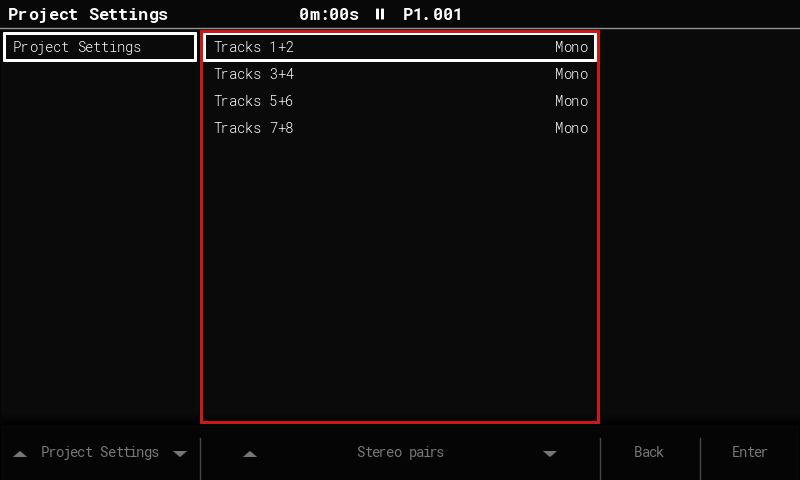 Project Settings 0m:00s P1.001
Project Settings
Tracks 1+2 Mono
Tracks 3+4 Mono
Tracks 5+6 Mono
Tracks 7+8 Mono
Project Settings Stereo pairs Back Enter